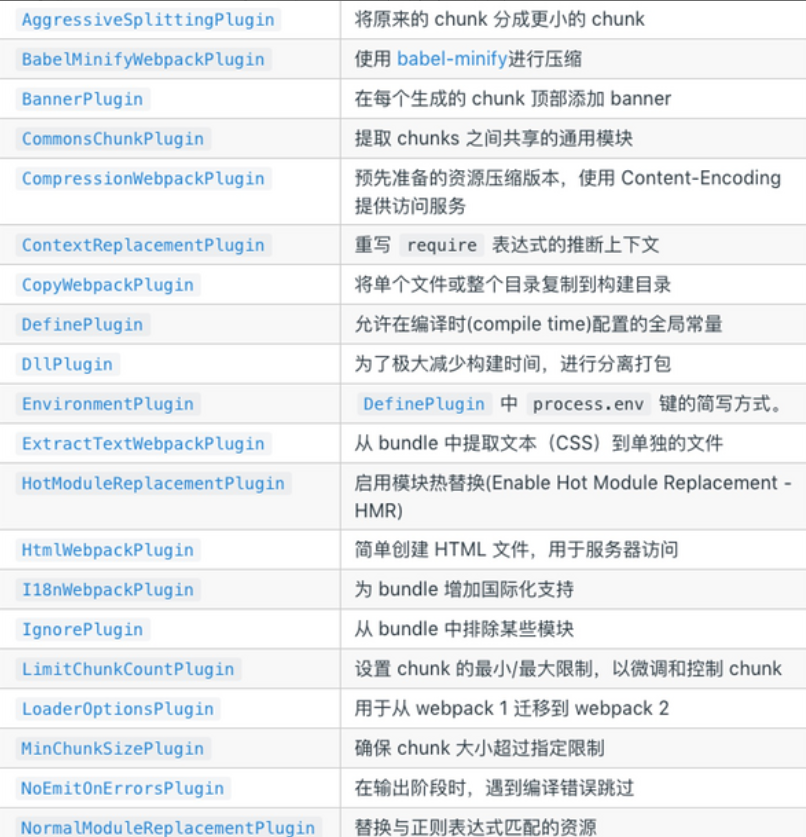 AggressiveSplittingPlugin 将原来的 chunk 分成更小的 chunk
BabelMinifyWebpackPlugin 使用 babel-minify进行压缩
BannerPlugin 在每个生成的 chunk 顶部添加 banner
CommonsChunkPlugin 提取 chunks 之间共享的通用模块
CompressionWebpackPlugin 预先准备的资源压缩版本，使用 Content-Encoding
提供访问服务
ContextReplacementPlugin 重写 require 表达式的推断上下文
CopyWebpackPlugin 将单个文件或整个目录复制到构建目录
DefinePlugin 允许在编译时(compile time)配置的全局常量
DllPlugin 为了极大减少构建时间，进行分离打包
EnvironmentPlugin DefinePlugin 中 process.env 键的简写方式。
ExtractTextWebpackPlugin 从 bundle 中提取文本（CSS）到单独的文件
HotModuleReplacementPlugin 启用模块热替换(Enable Hot Module Replacement -
HMR)
HtmlWebpackPlugin 简单创建 HTML 文件，用于服务器访问
I18nWebpackPlugin 为 bundle 增加国际化支持
IgnorePlugin 从 bundle 中排除某些模块
LimitChunkCountPlugin 设置 chunk 的最小/最大限制，以微调和控制 chunk
LoaderOptionsPlugin 用于从 webpack 1 迁移到 webpack 2
MinChunkSizePlugin 确保 chunk 大小超过指定限制
NoEmitOnErrorsPlugin 在输出阶段时，遇到编译错误跳过
NormalModuleReplacementPlugin 替换与正则表达式匹配的资源